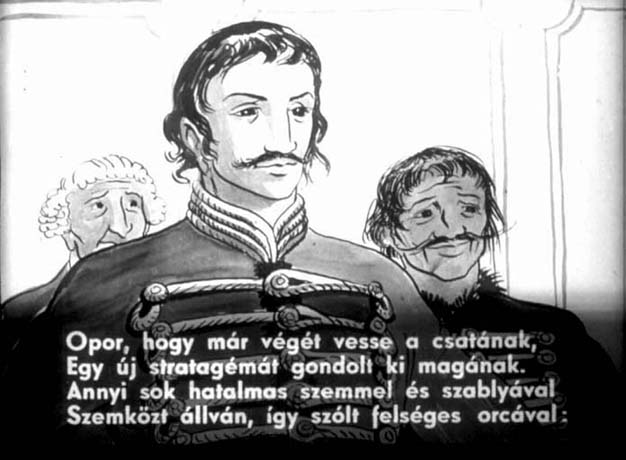 Opor, hogy már végét vesse a csatának,
Egy új stratagémát gondolt ki magának.
Annyi sok hatalmas szemmel és szablyával
Szemközt állván, így szólt felséges orcával: